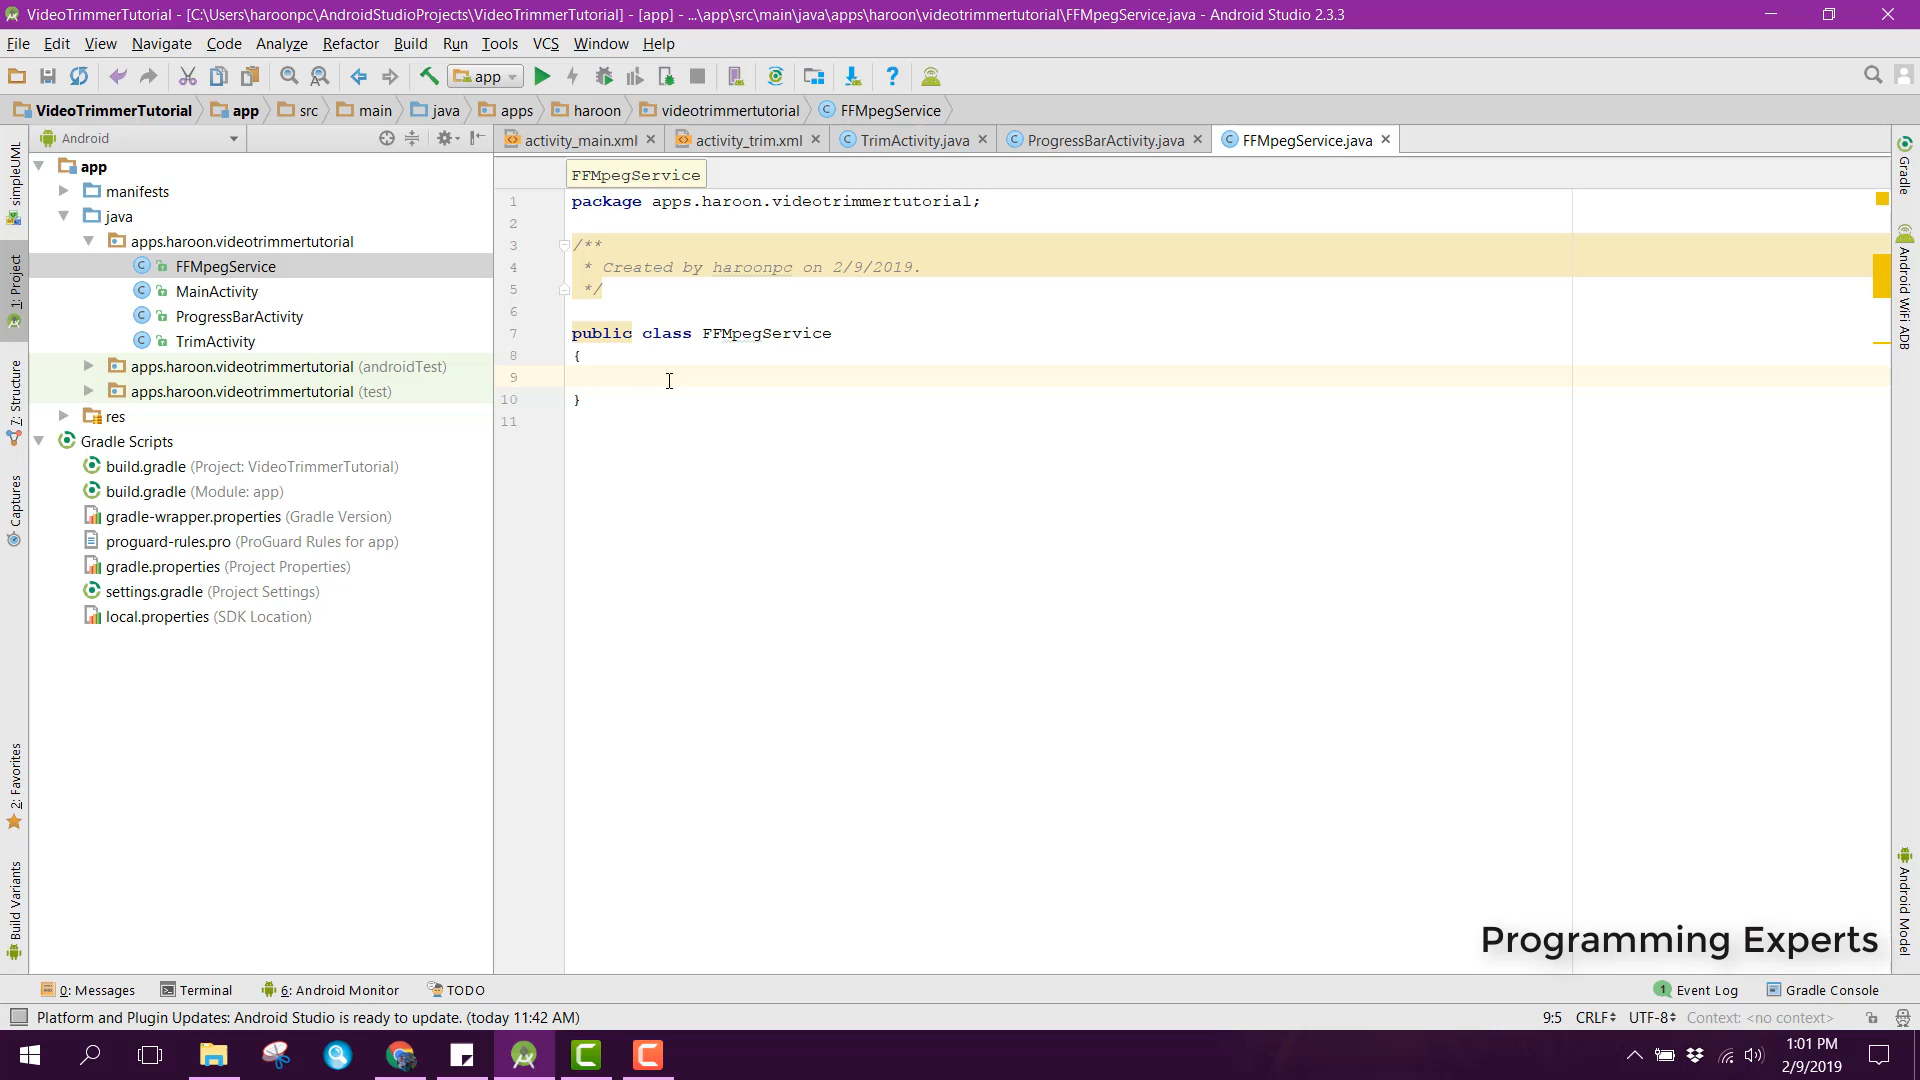 VideoTrimmerTutorial - [C:\Users\haroonpc\AndroidStudioProjects\VideoTrimmerTutorial] - [app] - ...\app\src\main\java\apps\haroon\videotrimmertutorial\FFMpegService.java - Android Studio 2.3.3
File Edit View Navigate Code Analyze Refactor Build Run Tools VCS Window Help
app
VideoTrimmerTutorial app src main java apps haroon videotrimmertutorial FFMpegService
Android
activity_main.xml activity_trim.xml TrimActivity.java ProgressBarActivity.java FFMpegService.java
simpleUML
1: Project
7: Structure
Captures
2: Favorites
Build Variants
app
manifests
java
apps.haroon.videotrimmertutorial
FFMpegService
MainActivity
ProgressBarActivity
TrimActivity
apps.haroon.videotrimmertutorial (androidTest)
apps.haroon.videotrimmertutorial (test)
res
Gradle Scripts
build.gradle (Project: VideoTrimmerTutorial)
build.gradle (Module: app)
gradle-wrapper.properties (Gradle Version)
proguard-rules.pro (ProGuard Rules for app)
gradle.properties (Project Properties)
settings.gradle (Project Settings)
local.properties (SDK Location)
FFMpegService
1 package apps.haroon.videotrimmertutorial;
2
3 /**
4 * Created by haroonpc on 2/9/2019.
5 */
6
7 public class FFMpegService
8 {
9
10 }
11
Gradle
Android WiFi ADB
Android Model
Programming Experts
0: Messages Terminal 6: Android Monitor TODO 1 Event Log Gradle Console
Platform and Plugin Updates: Android Studio is ready to update. (today 11:42 AM) 9:5 CRLF UTF-8 Context: <no context>
1:01 PM
2/9/2019